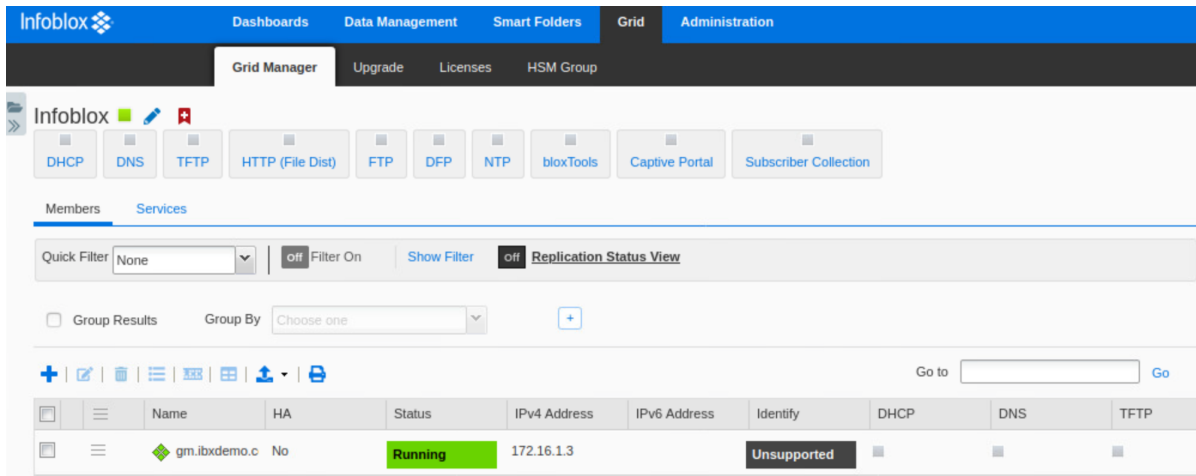 Infoblox Dashboards Data Management Smart Folders Grid Administration
Grid Manager Upgrade Licenses HSM Group
Infoblox
DHCP DNS TFTP HTTP (File Dist) FTP DFP NTP bloxTools Captive Portal Subscriber Collection
Members Services
Quick Filter None Off Filter On Show Filter Off Replication Status View
Group Results Group By Choose one +
Go to Go
Name HA Status IPv4 Address IPv6 Address Identify DHCP DNS TFTP
gm.ibxdemo.c No Running 172.16.1.3 Unsupported